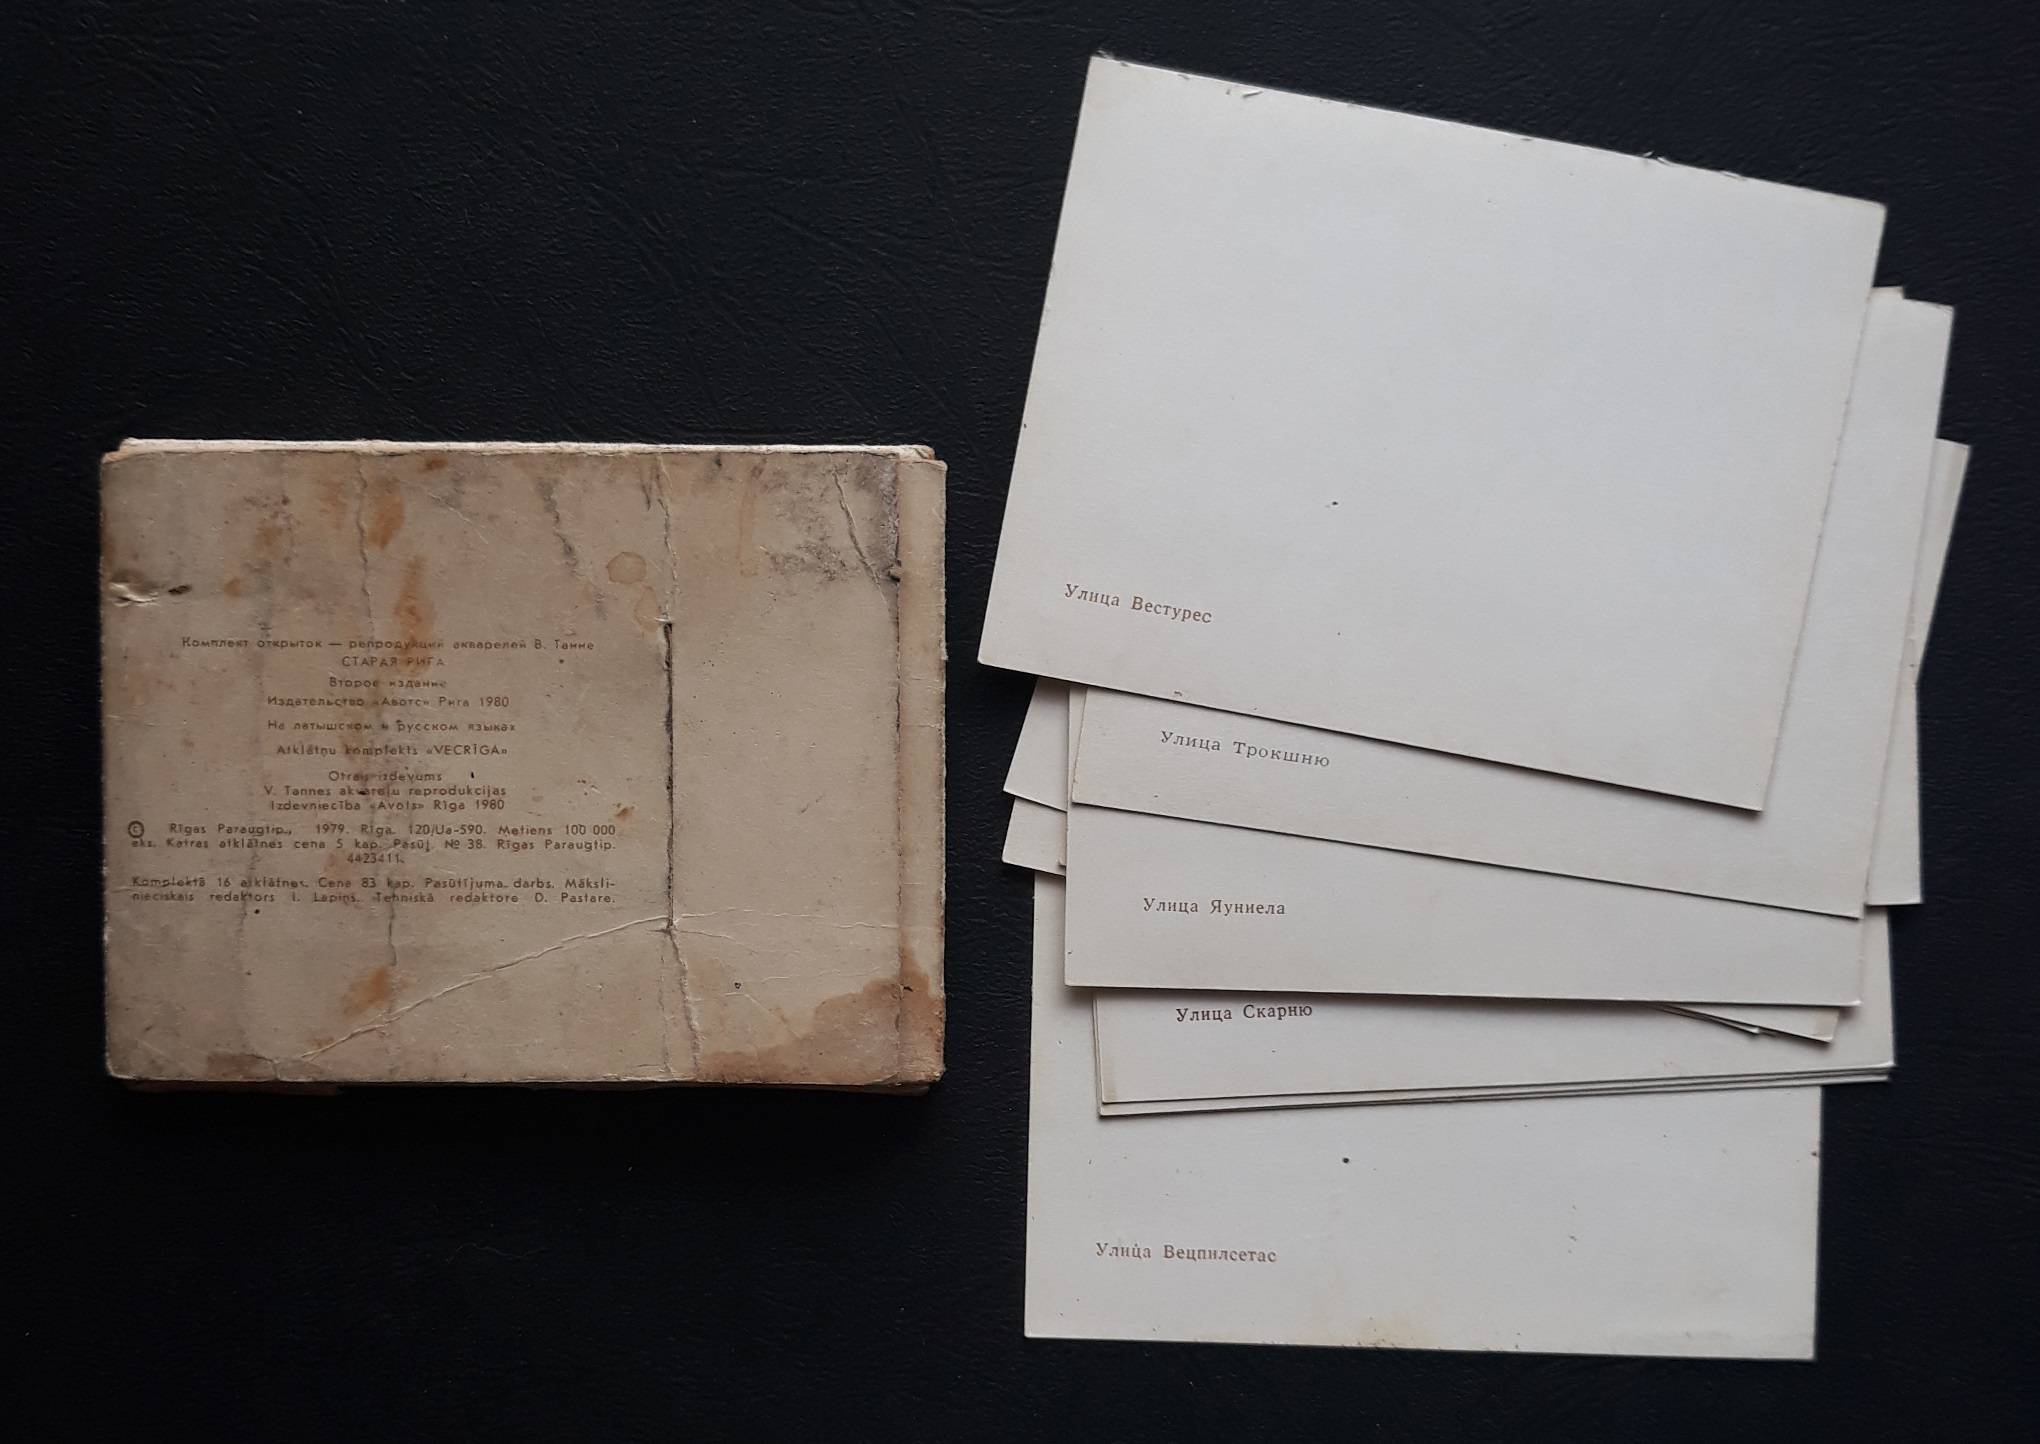 Комплект открыток — репродукций акварелей В. Танне
СТАРАЯ РИГА
Второе издание
Издательство «Авотс» Рига 1980
На латышском и русском языках
Atklātņu komplekts «VECRĪGA»
Otrais izdevums
V. Tannes akvareļu reprodukcijas
Izdevniecība «Avots» Rīga 1980
© Rīgas Paraugtip., 1979. Rīga. 120/Ua-590. Metiens 100 000
eks. Katras atklātnes cena 5 kap. Pasūt. № 38. Rīgas Paraugtip.
4423411.
Komplektā 16 atklātnes. Cena 83 kap. Pasūtījuma darbs. Māksli-
nieciskais redaktors I. Lapiņš. Tehniskā redaktore D. Pastare.
Улица Вестурес
Улица Трокшню
Улица Яуниела
Улица Скарню
Улица Вецпилсетас